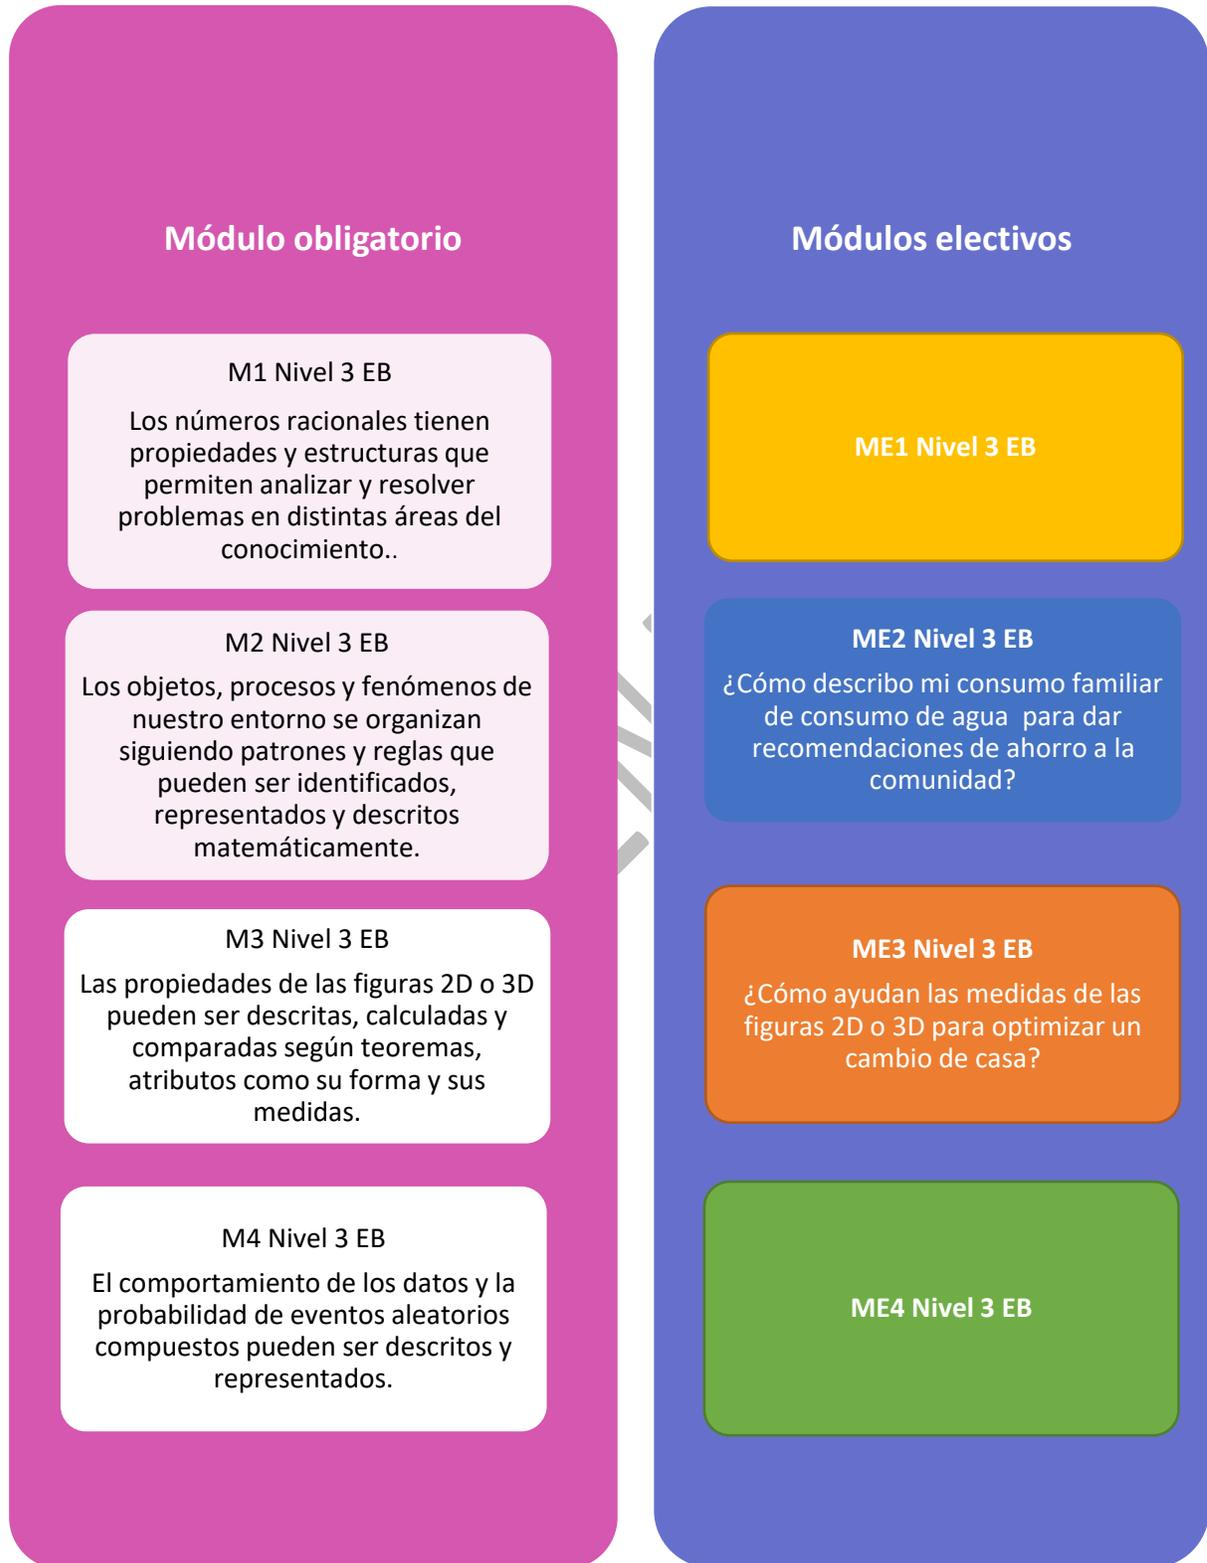 Módulo obligatorio
M1 Nivel 3 EB
Los números racionales tienen
propiedades y estructuras que
permiten analizar y resolver
problemas en distintas áreas del
conocimiento..
M2 Nivel 3 EB
Los objetos, procesos y fenómenos de
nuestro entorno se organizan
siguiendo patrones y reglas que
pueden ser identificados,
representados y descritos
matemáticamente.
M3 Nivel 3 EB
Las propiedades de las figuras 2D o 3D
pueden ser descritas, calculadas y
comparadas según teoremas,
atributos como su forma y sus
medidas.
M4 Nivel 3 EB
El comportamiento de los datos y la
probabilidad de eventos aleatorios
compuestos pueden ser descritos y
representados.
Módulos electivos
ME1 Nivel 3 EB
ME2 Nivel 3 EB
¿Cómo describo mi consumo familiar
de consumo de agua  para dar
recomendaciones de ahorro a la
comunidad?
ME3 Nivel 3 EB
¿Cómo ayudan las medidas de las
figuras 2D o 3D para optimizar un
cambio de casa?
ME4 Nivel 3 EB